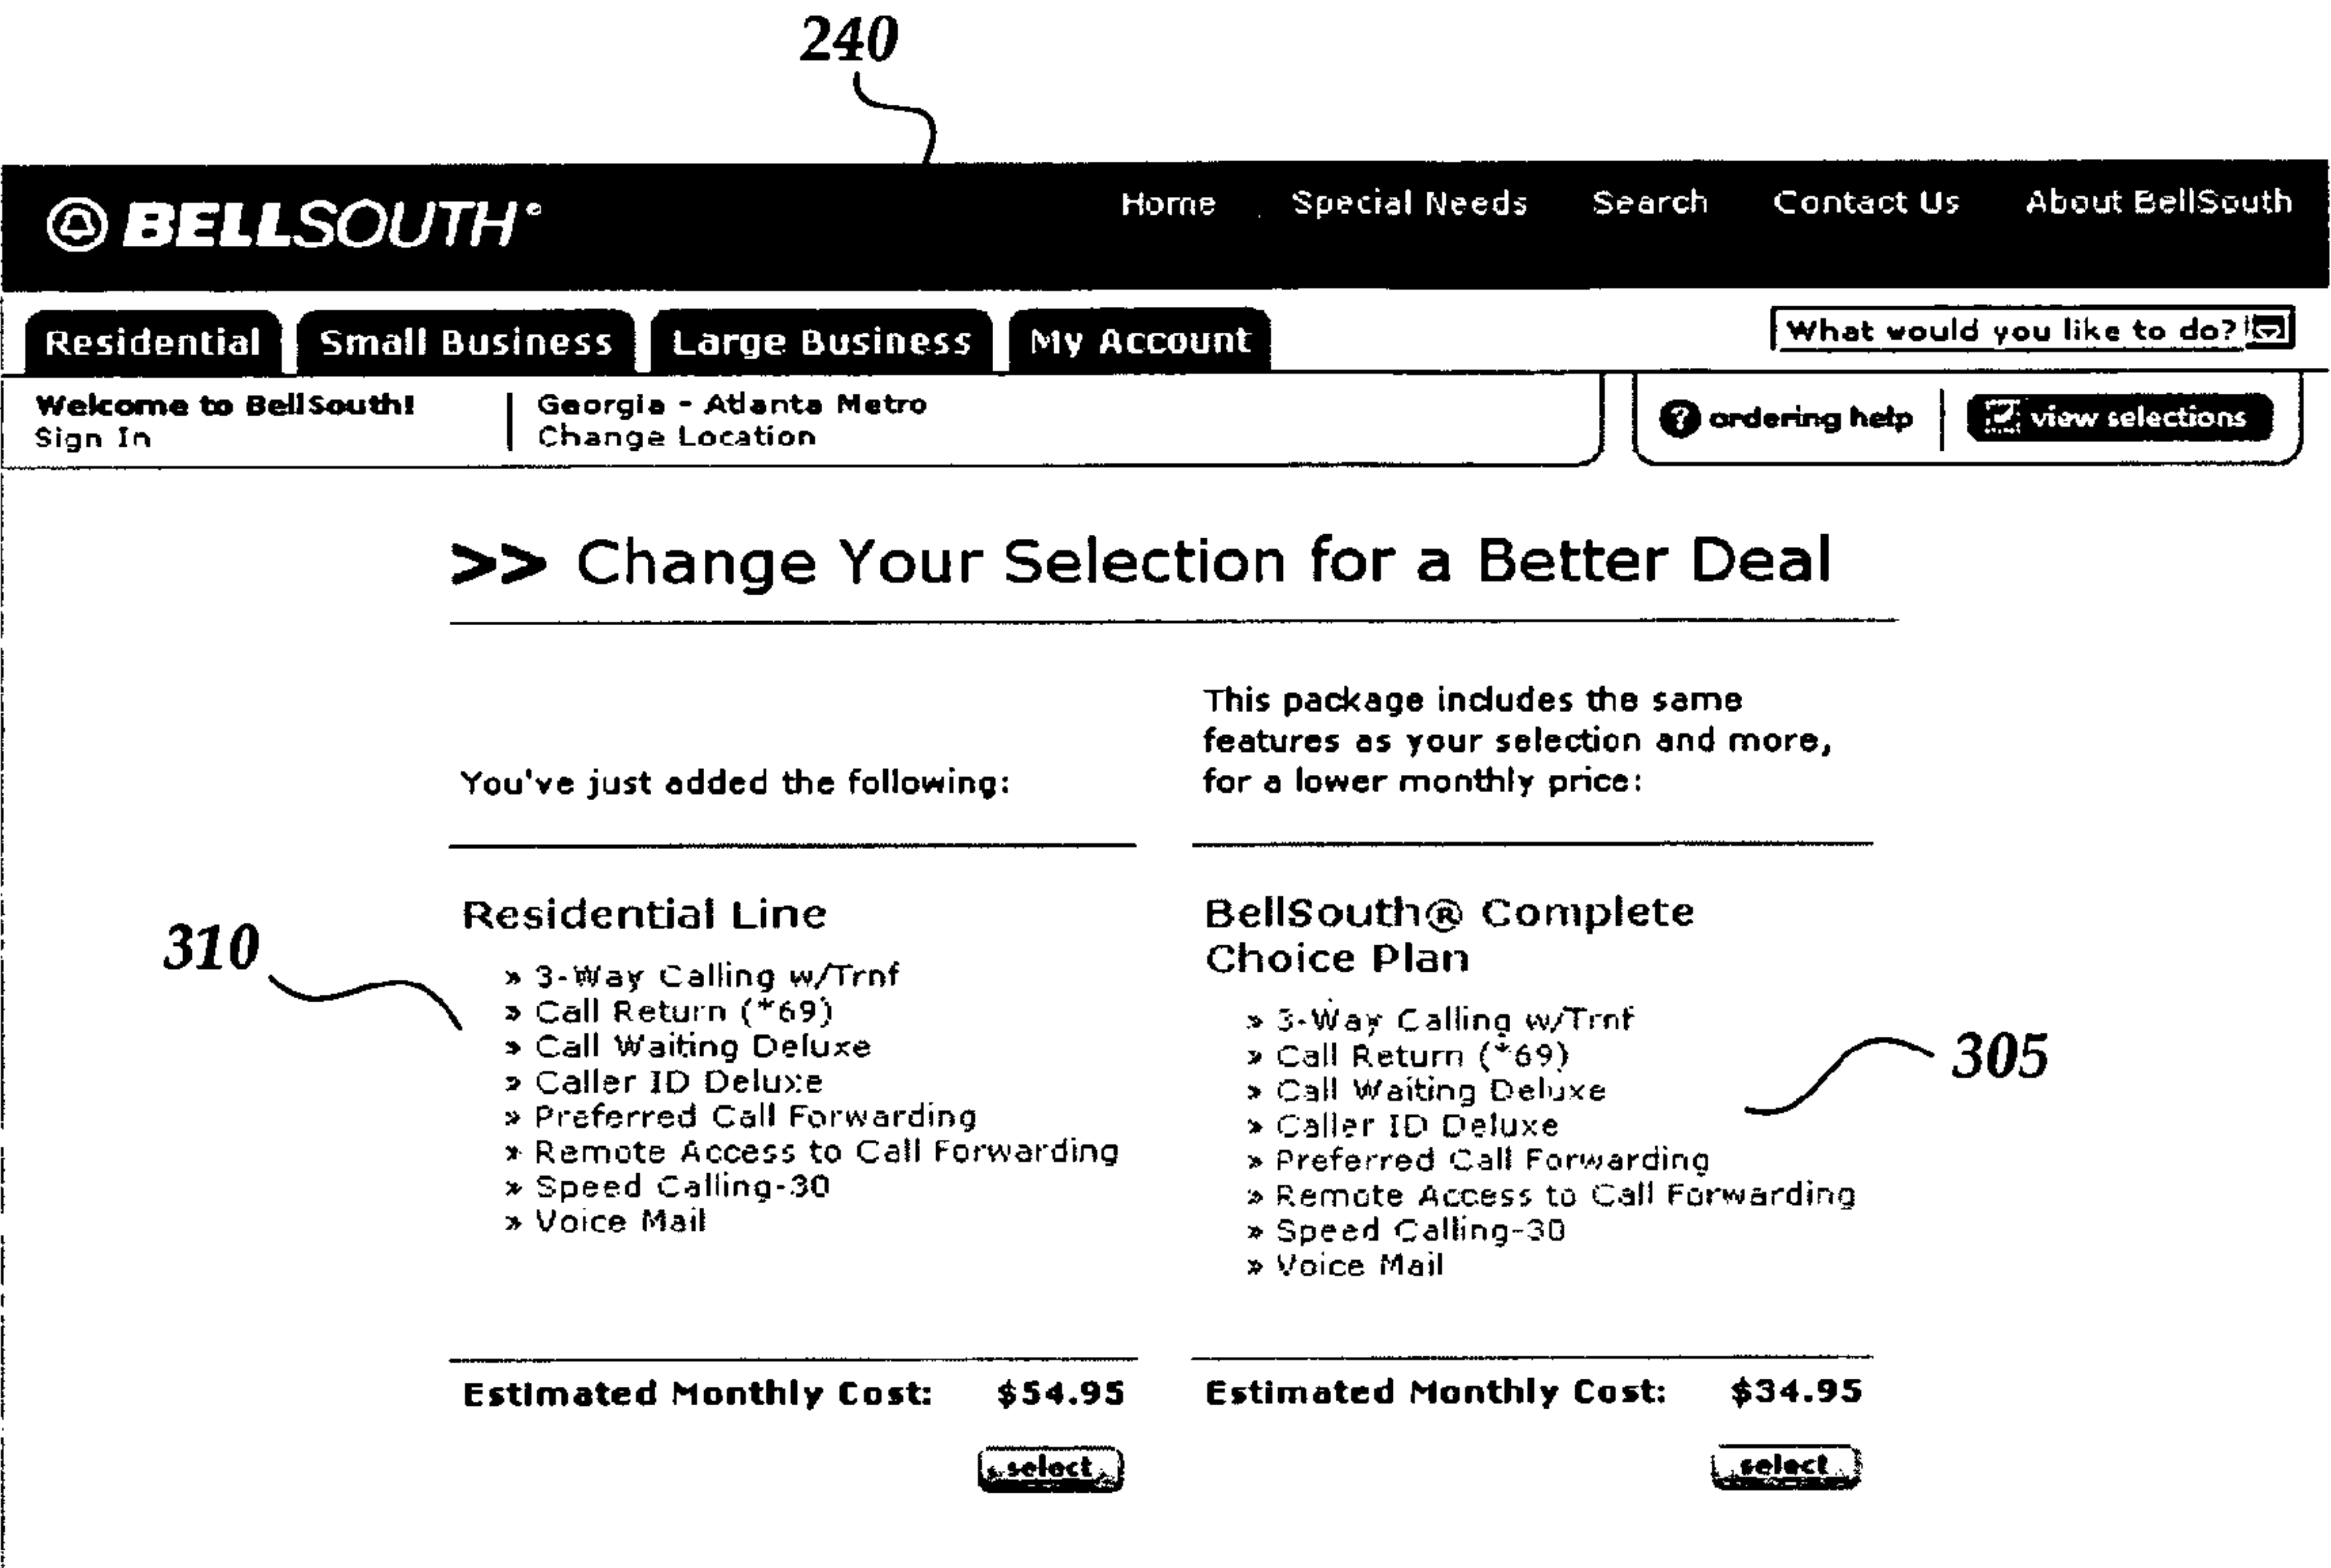 240
BELLSOUTH®
Home Special Needs Search Contact Us About BellSouth
Residential Small Business Large Business My Account
What would you like to do?
Welcome to BellSouth!
Sign In
Georgia - Atlanta Metro
Change Location
? ordering help
view selections
>> Change Your Selection for a Better Deal
You've just added the following:
This package includes the same
features as your selection and more,
for a lower monthly price:
310
Residential Line
» 3-Way Calling w/Trnf
» Call Return (*69)
» Call Waiting Deluxe
» Caller ID Deluxe
» Preferred Call Forwarding
» Remote Access to Call Forwarding
» Speed Calling-30
» Voice Mail
Estimated Monthly Cost: $54.95
select
BellSouth® Complete
Choice Plan
» 3-Way Calling w/Trnf
» Call Return (*69)
» Call Waiting Deluxe
» Caller ID Deluxe
» Preferred Call Forwarding
» Remote Access to Call Forwarding
» Speed Calling-30
» Voice Mail
305
Estimated Monthly Cost: $34.95
select